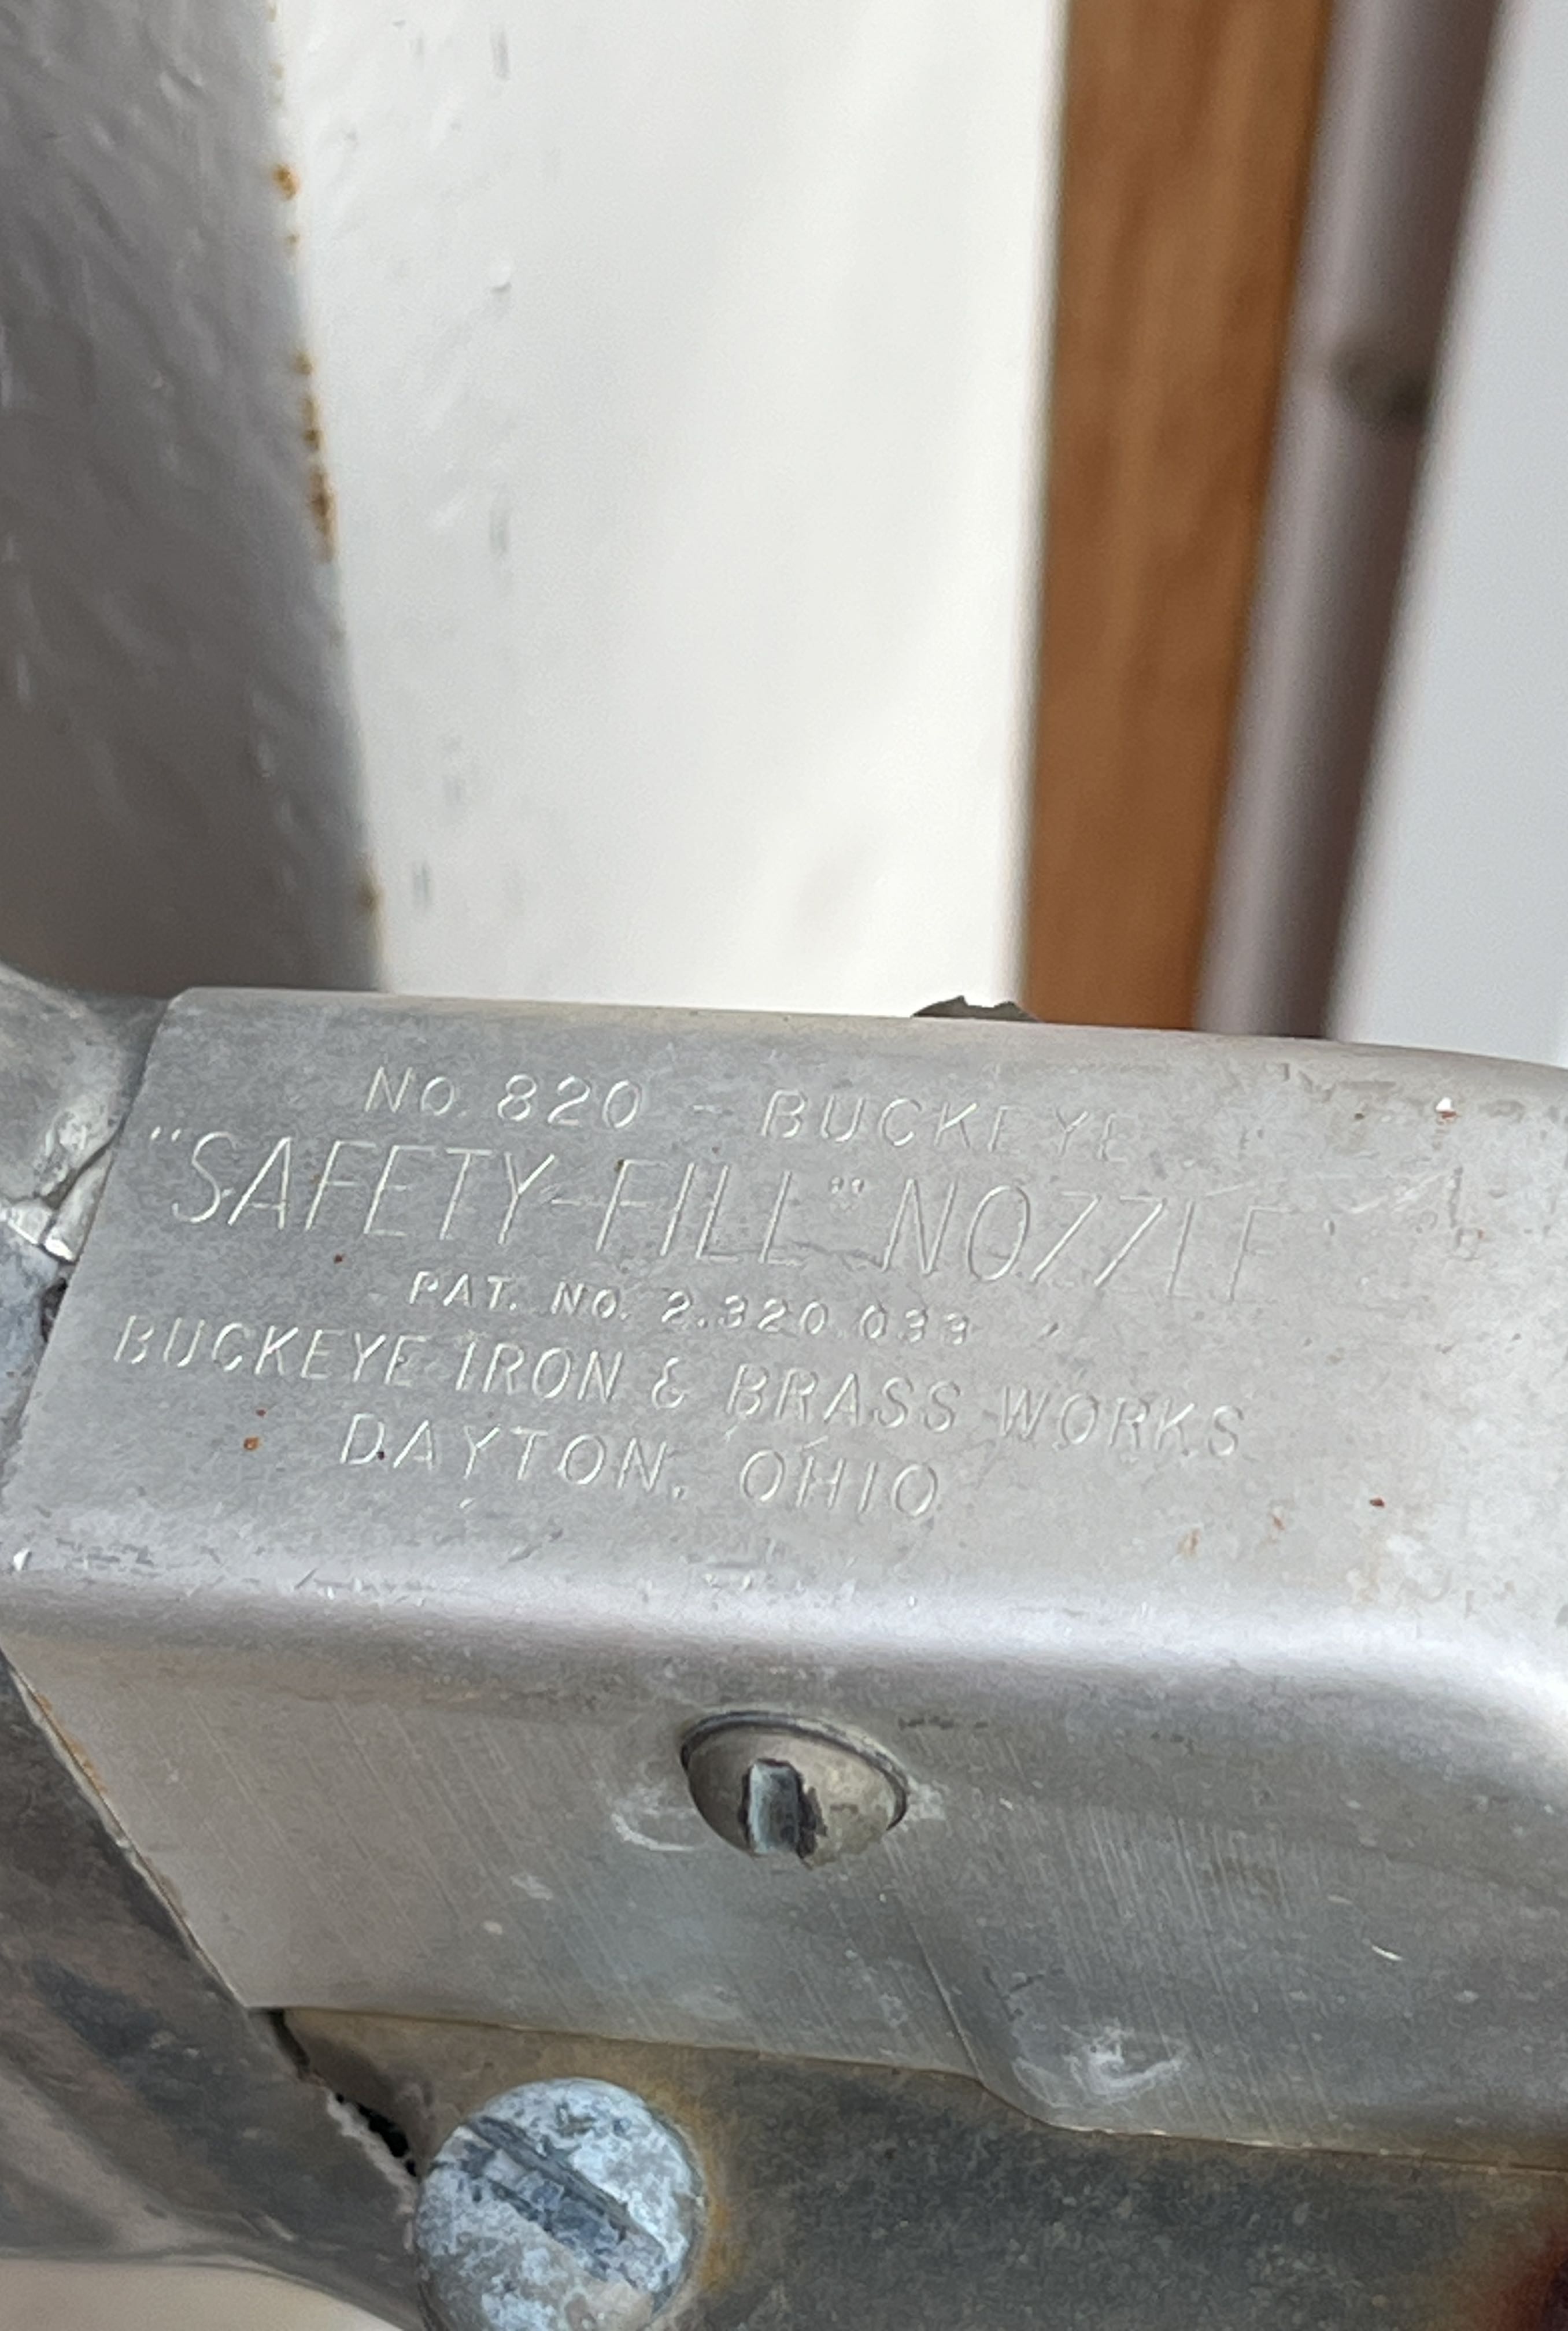 No. 820 - BUCKEYE
"SAFETY-FILL" NOZZLE
PAT. NO. 2,320,033
BUCKEYE IRON & BRASS WORKS
DAYTON, OHIO